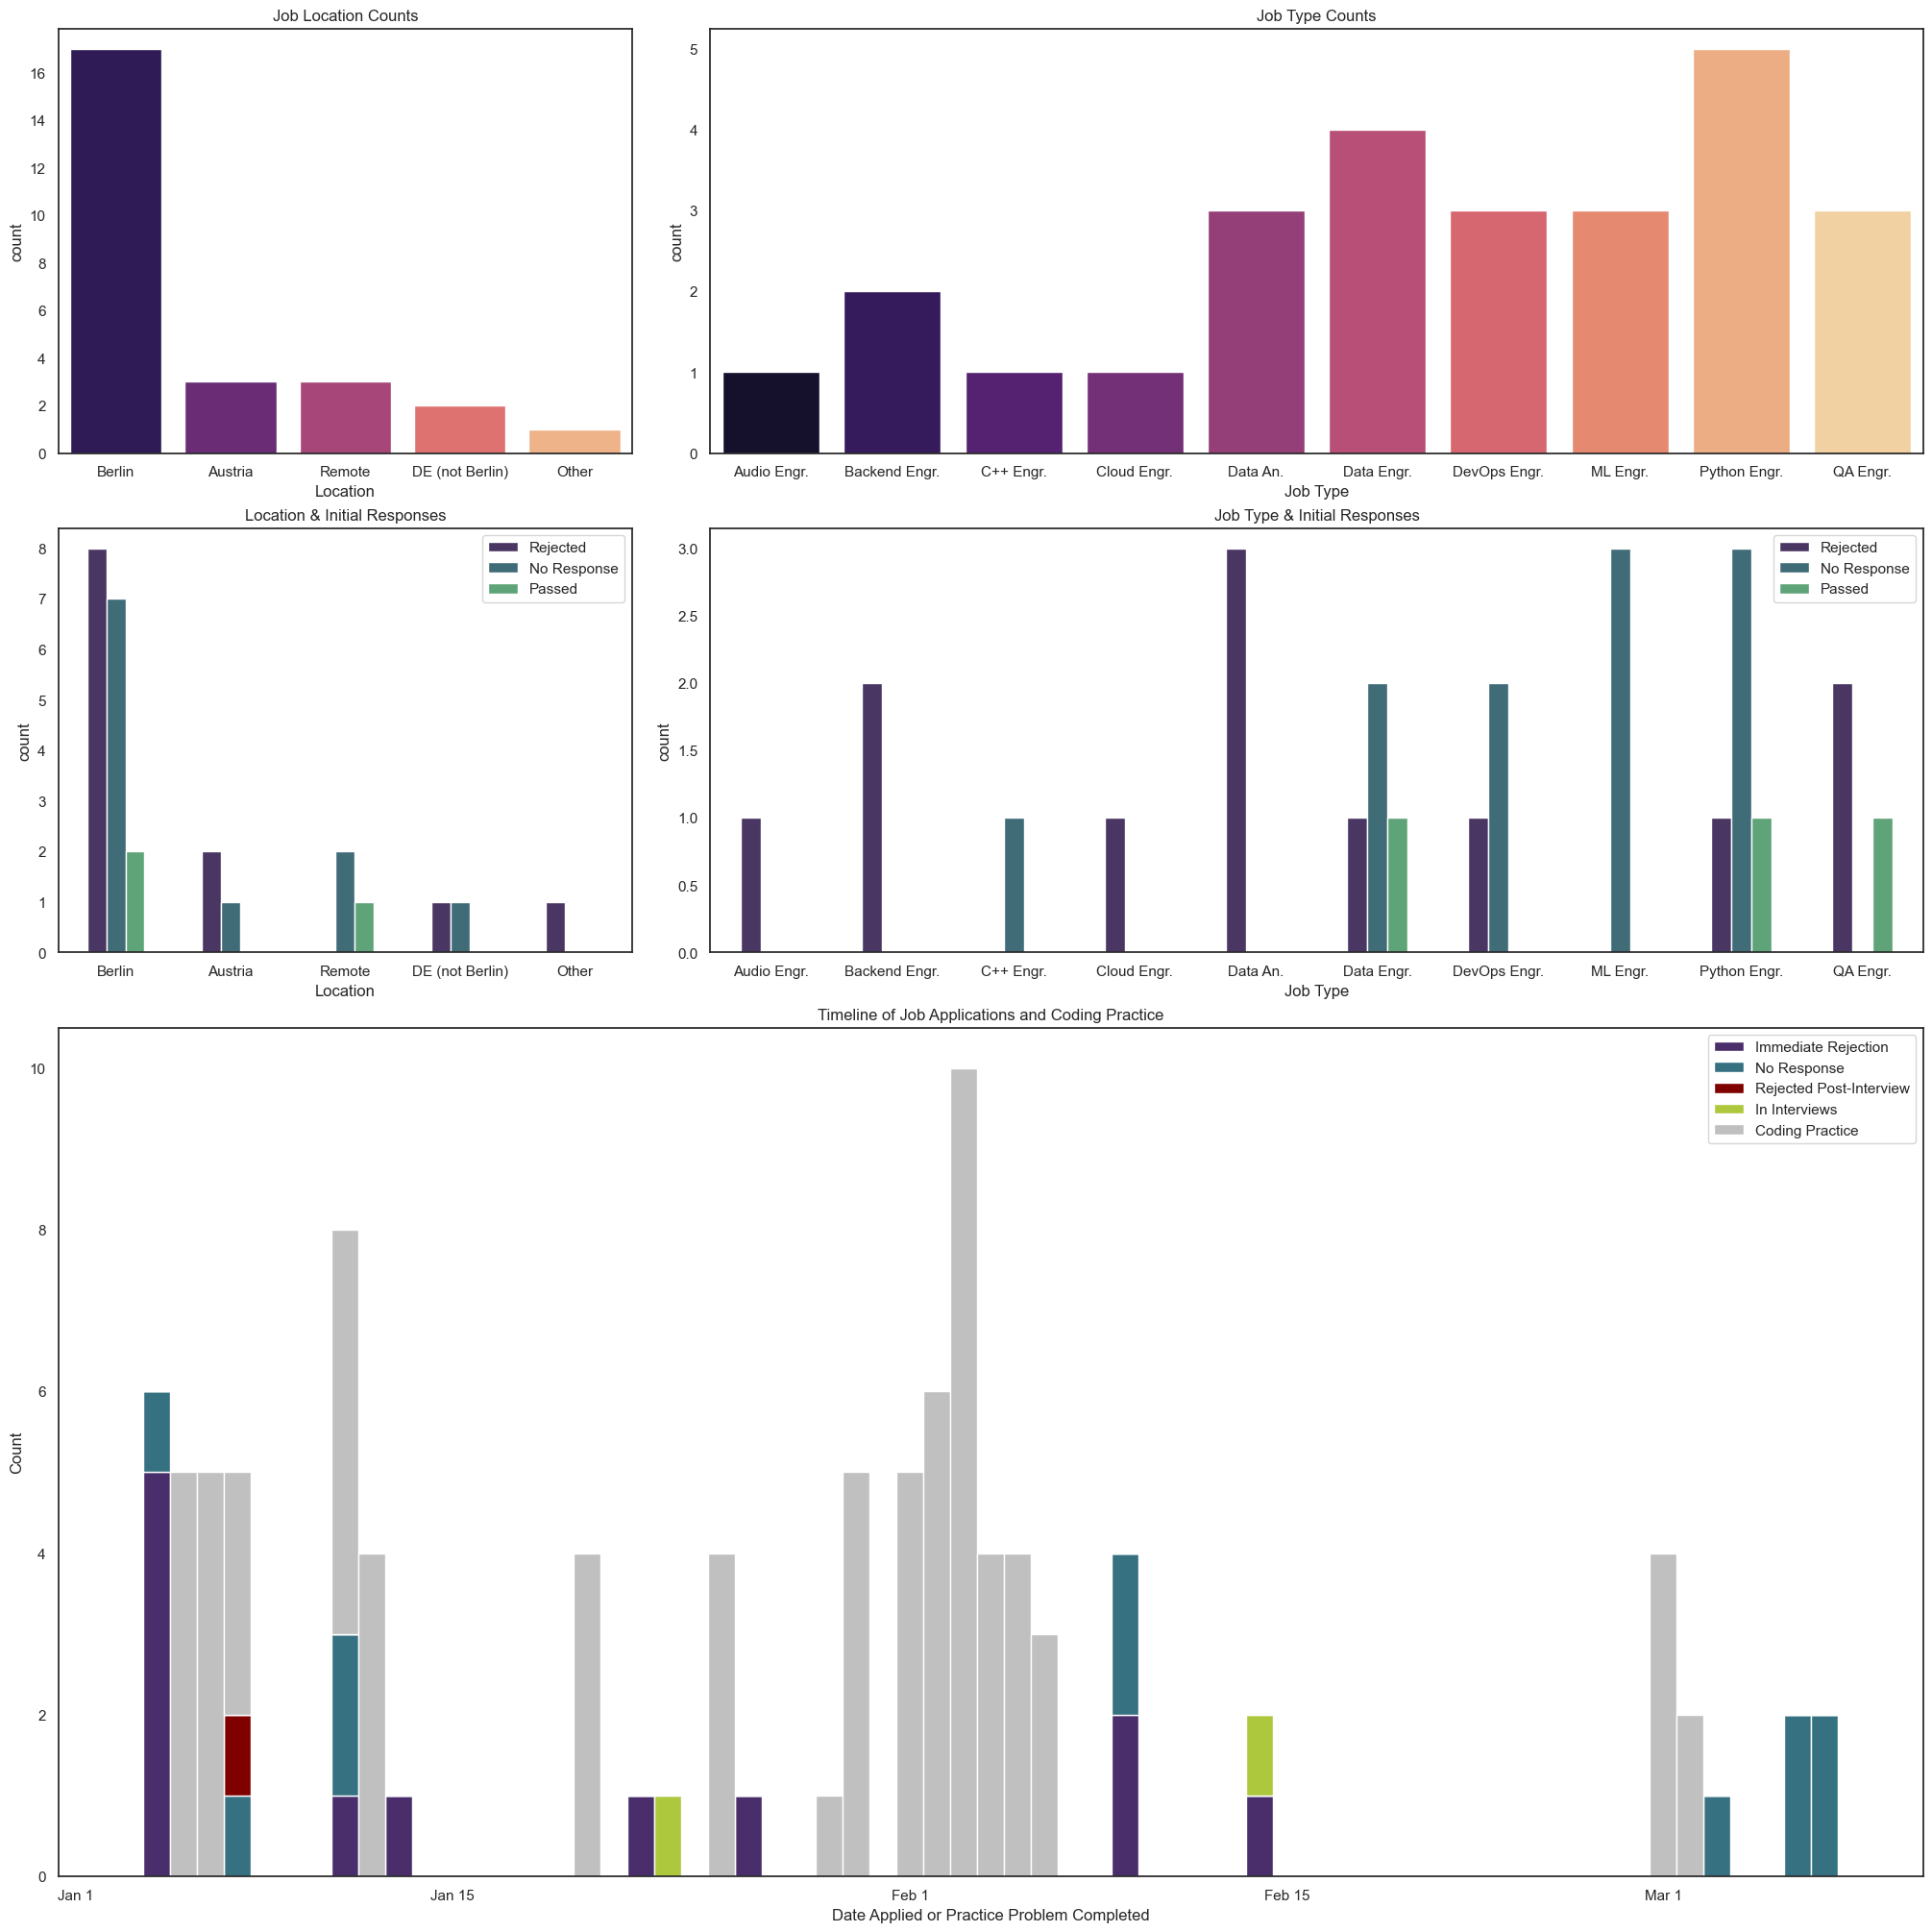 Job Location Counts
count
16
14
12
10
8
6
4
2
0
Berlin Austria Remote DE (not Berlin) Other
Location
Job Type Counts
count
5
4
3
2
1
0
Audio Engr. Backend Engr. C++ Engr. Cloud Engr. Data An. Data Engr. DevOps Engr. ML Engr. Python Engr. QA Engr.
Job Type
Location & Initial Responses
Rejected
No Response
Passed
count
8
7
6
5
4
3
2
1
0
Berlin Austria Remote DE (not Berlin) Other
Location
Job Type & Initial Responses
Rejected
No Response
Passed
count
3.0
2.5
2.0
1.5
1.0
0.5
0.0
Audio Engr. Backend Engr. C++ Engr. Cloud Engr. Data An. Data Engr. DevOps Engr. ML Engr. Python Engr. QA Engr.
Job Type
Timeline of Job Applications and Coding Practice
Immediate Rejection
No Response
Rejected Post-Interview
In Interviews
Coding Practice
Count
10
8
6
4
2
0
Jan 1 Jan 15 Feb 1 Feb 15 Mar 1
Date Applied or Practice Problem Completed